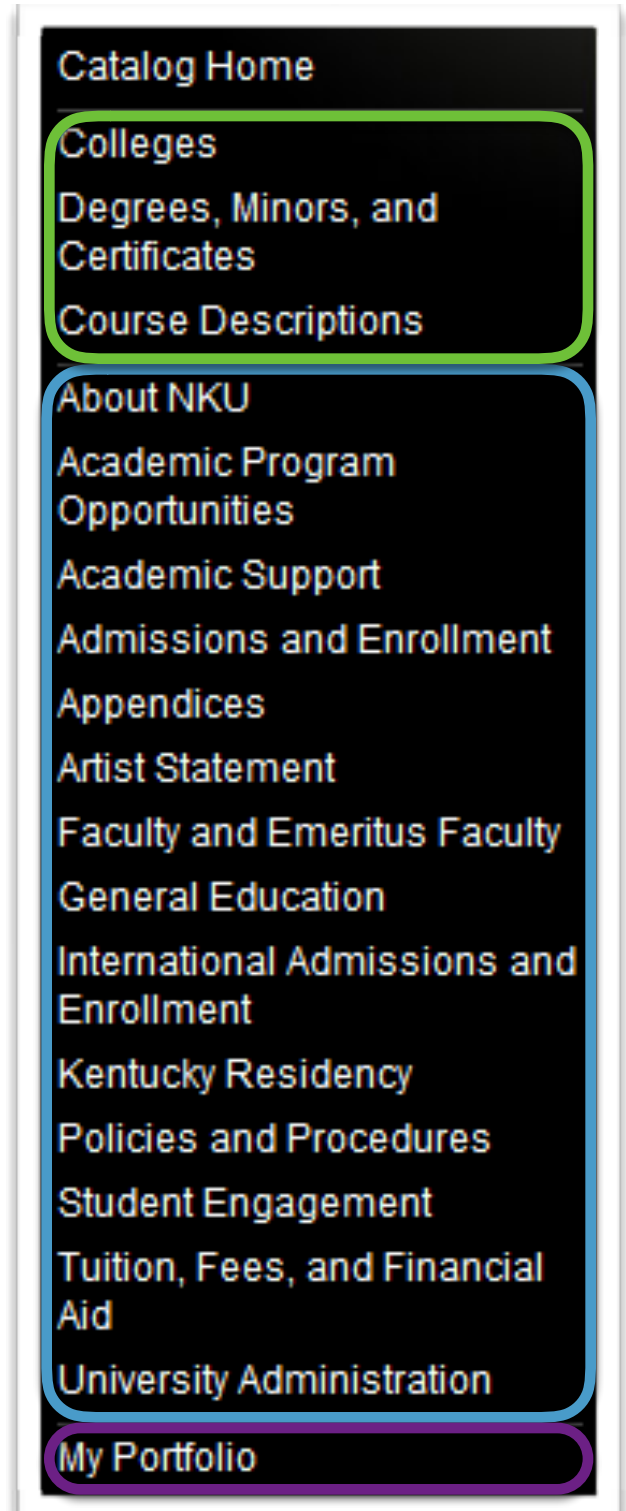 Catalog Home
Colleges
Degrees, Minors, and
Certificates
Course Descriptions
About NKU
Academic Program
Opportunities
Academic Support
Admissions and Enrollment
Appendices
Artist Statement
Faculty and Emeritus Faculty
General Education
International Admissions and
Enrollment
Kentucky Residency
Policies and Procedures
Student Engagement
Tuition, Fees, and Financial
Aid
University Administration
My Portfolio